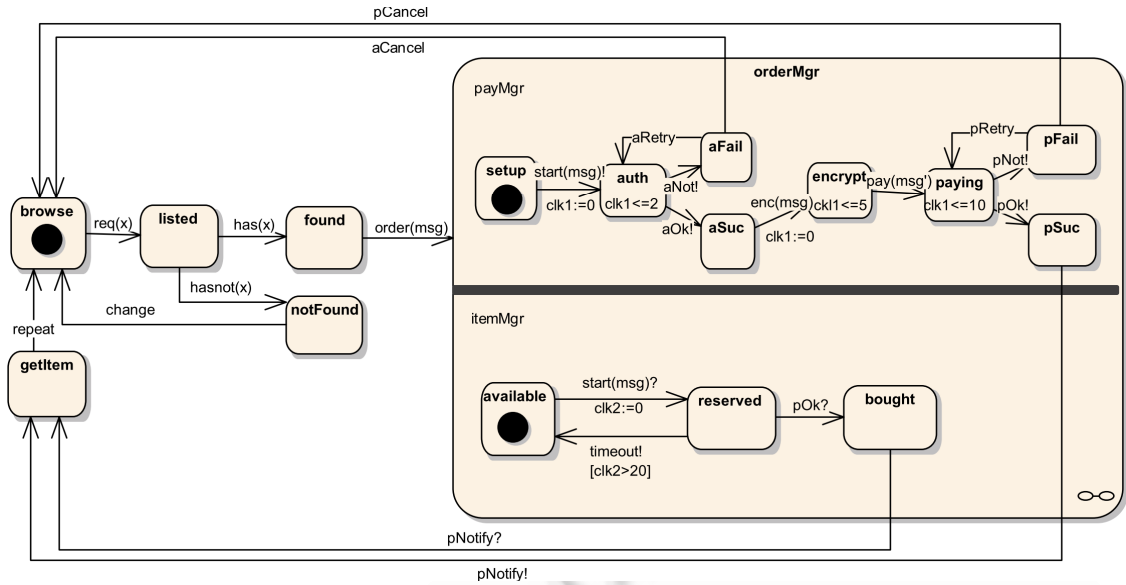 pCancel
aCancel
orderMgr
payMgr
setup
start(msg)!
clk1:=0
auth
clk1<=2
aRetry
aFail
aNot!
aOk!
aSuc
enc(msg)
clk1:=0
encrypt
ckl1<=5
pay(msg')
paying
clk1<=10
pRetry
pFail
pNot!
pOk!
pSuc
browse
req(x)
listed
has(x)
found
order(msg)
hasnot(x)
notFound
change
repeat
getItem
itemMgr
available
start(msg)?
clk2:=0
reserved
timeout!
[clk2>20]
pOk?
bought
pNotify?
pNotify!